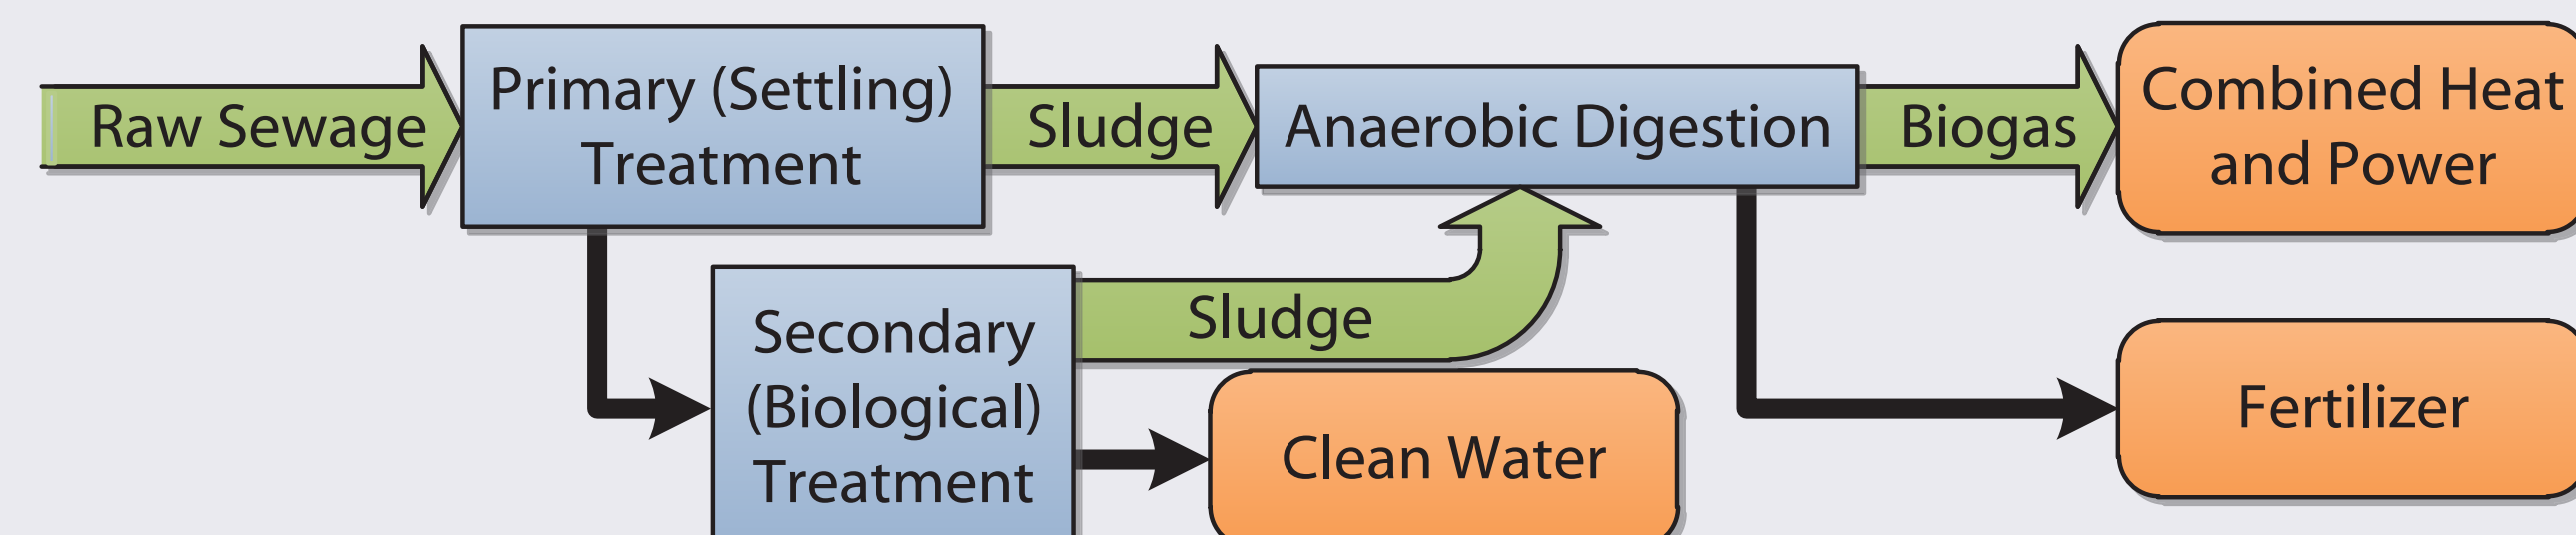 Raw Sewage
Primary (Settling)
Treatment
Sludge
Anaerobic Digestion
Biogas
Combined Heat
and Power
Secondary
(Biological)
Treatment
Sludge
Clean Water
Fertilizer